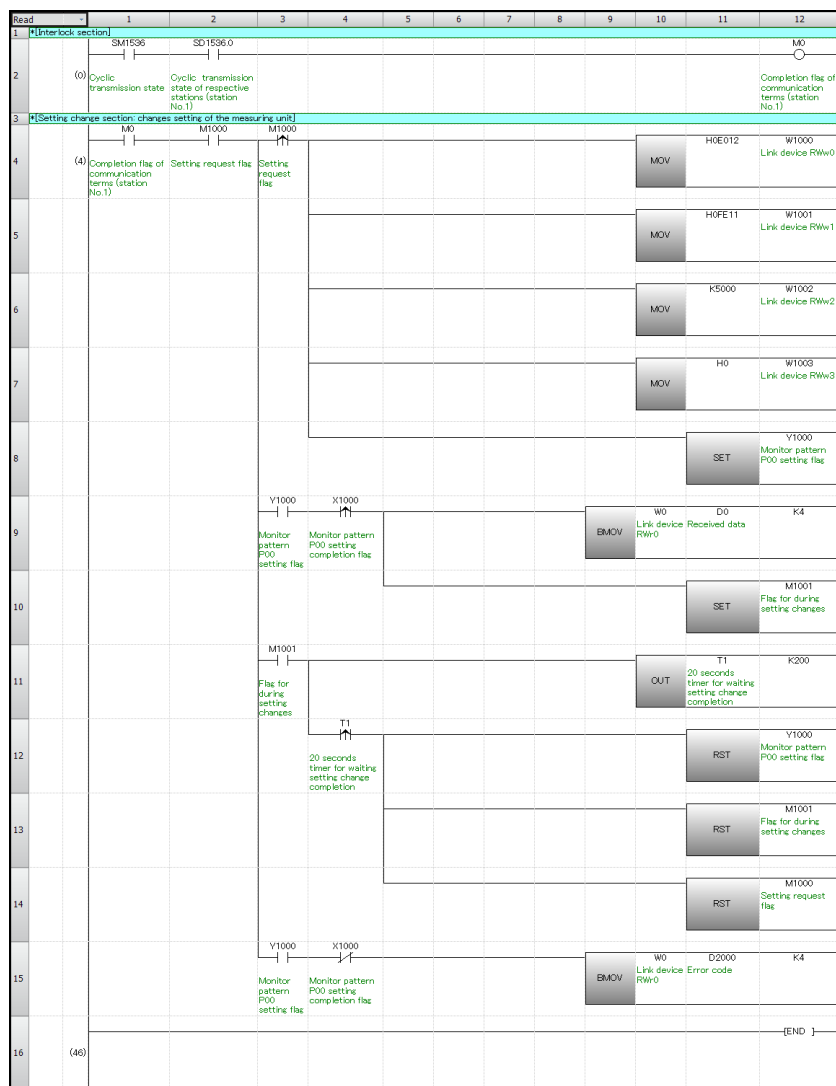 Read 1 2 3 4 5 6 7 8 9 10 11 12
1 *[Interlock section]
SM1536 SD1536.0 M0
2 (0) Cyclic transmission state
Cyclic transmission state of respective stations (station No.1)
Completion flag of communication terms (station No.1)
3 *[Setting change section: changes setting of the measuring unit]
M0 M1000 M1000 H0E012 W1000
4 (4) Completion flag of communication terms (station No.1)
Setting request flag
Setting request flag
MOV
Link device RWw0
H0FE11 W1001
5 MOV
Link device RWw1
K5000 W1002
6 MOV
Link device RWw2
H0 W1003
7 MOV
Link device RWw3
Y1000
8 SET
Monitor pattern P00 setting flag
Y1000 X1000 W0 D0 K4
9 Monitor pattern P00 setting flag
Monitor pattern P00 setting completion flag
BMOV
Link device RWr0
Received data
M1001
10 SET
Flag for during setting changes
M1001 T1 K200
11 Flag for during setting changes
OUT
20 seconds timer for waiting setting change completion
T1 Y1000
12 20 seconds timer for waiting setting change completion
RST
Monitor pattern P00 setting flag
M1001
13 RST
Flag for during setting changes
M1000
14 RST
Setting request flag
Y1000 X1000 W0 D2000 K4
15 Monitor pattern P00 setting flag
Monitor pattern P00 setting completion flag
BMOV
Link device RWr0
Error code
[END ]
16 (46)